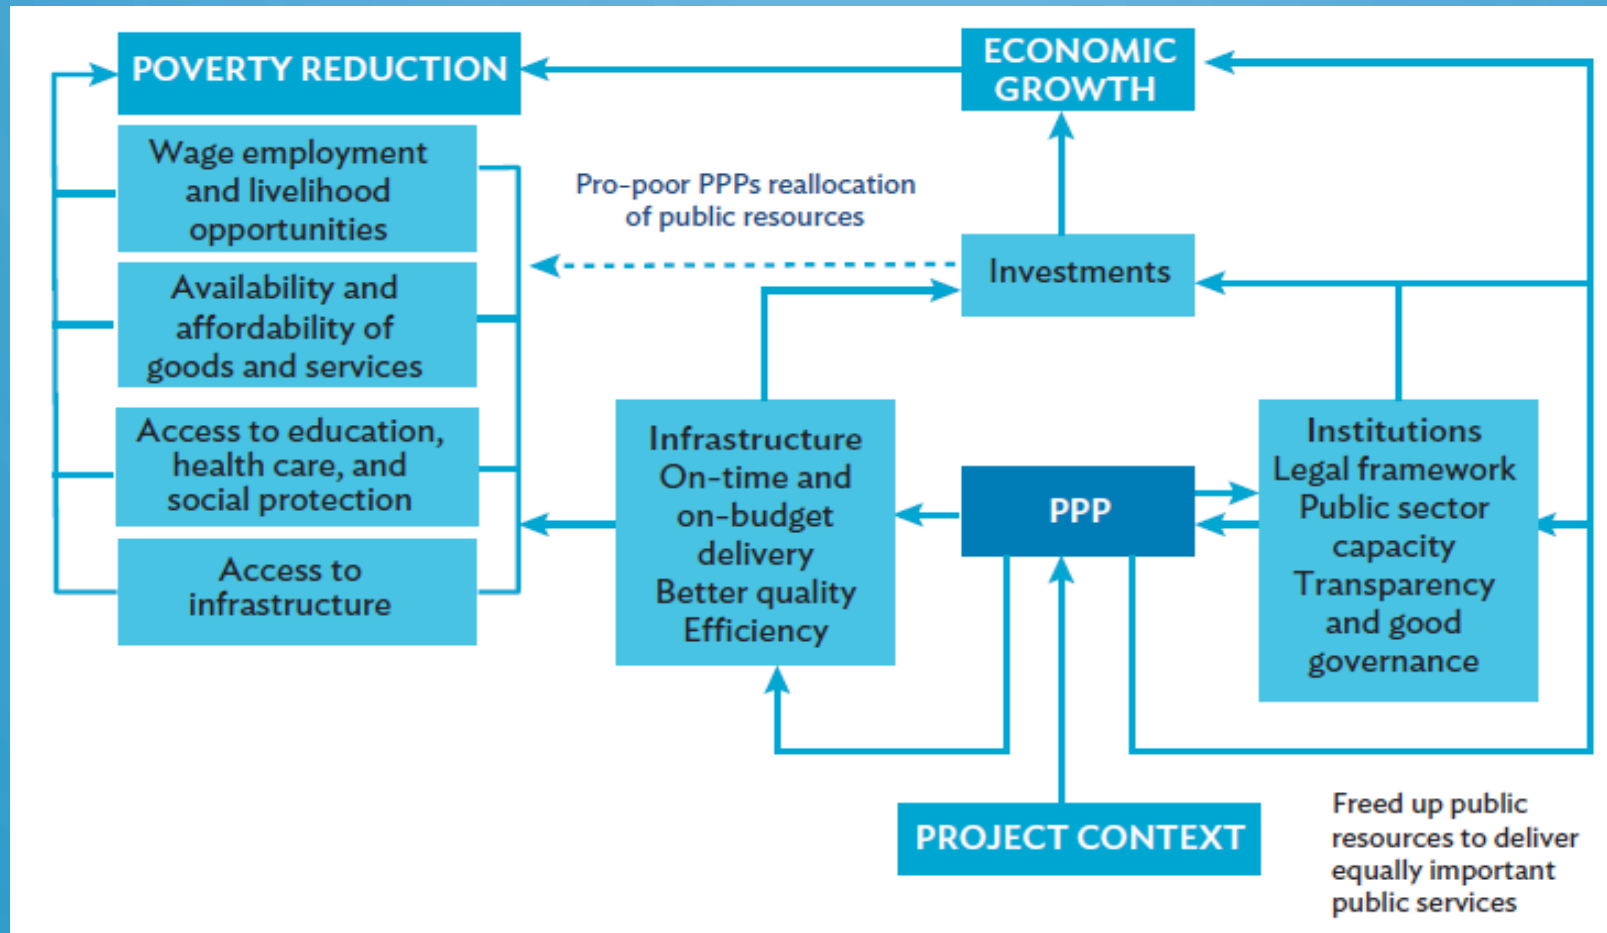 POVERTY REDUCTION
ECONOMIC
GROWTH
Wage employment
and livelihood
opportunities
Pro-poor PPPs reallocation
of public resources
Availability and
affordability of
goods and services
Investments
Access to education,
health care, and
social protection
Access to
infrastructure
Infrastructure
On-time and
on-budget
delivery
Better quality
Efficiency
PPP
Institutions
Legal framework
Public sector
capacity
Transparency
and good
governance
PROJECT CONTEXT
Freed up public
resources to deliver
equally important
public services